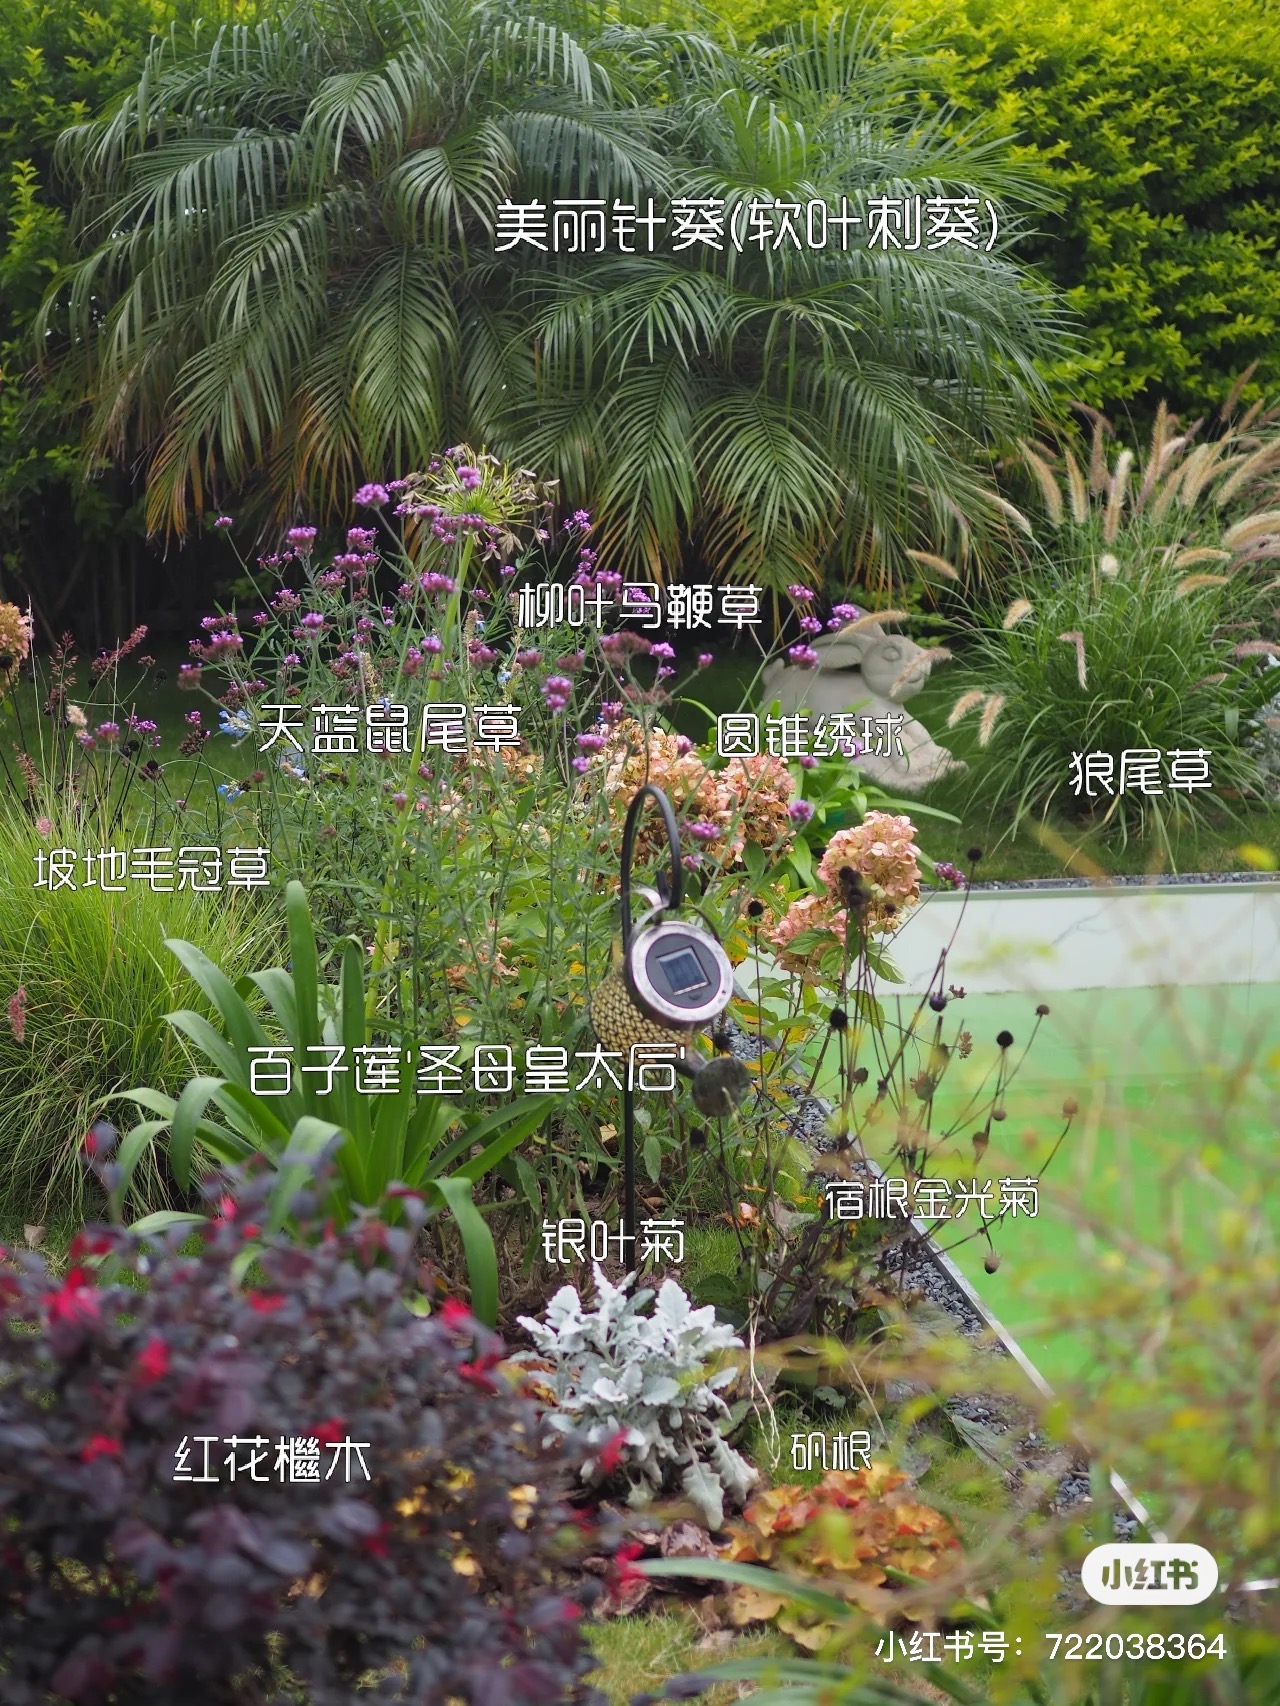 美丽针葵(软叶刺葵)
柳叶马鞭草
天蓝鼠尾草
圆锥绣球
狼尾草
坡地毛冠草
百子莲'圣母皇太后'
宿根金光菊
银叶菊
红花檵木
矾根
小红书
小红书号：722038364